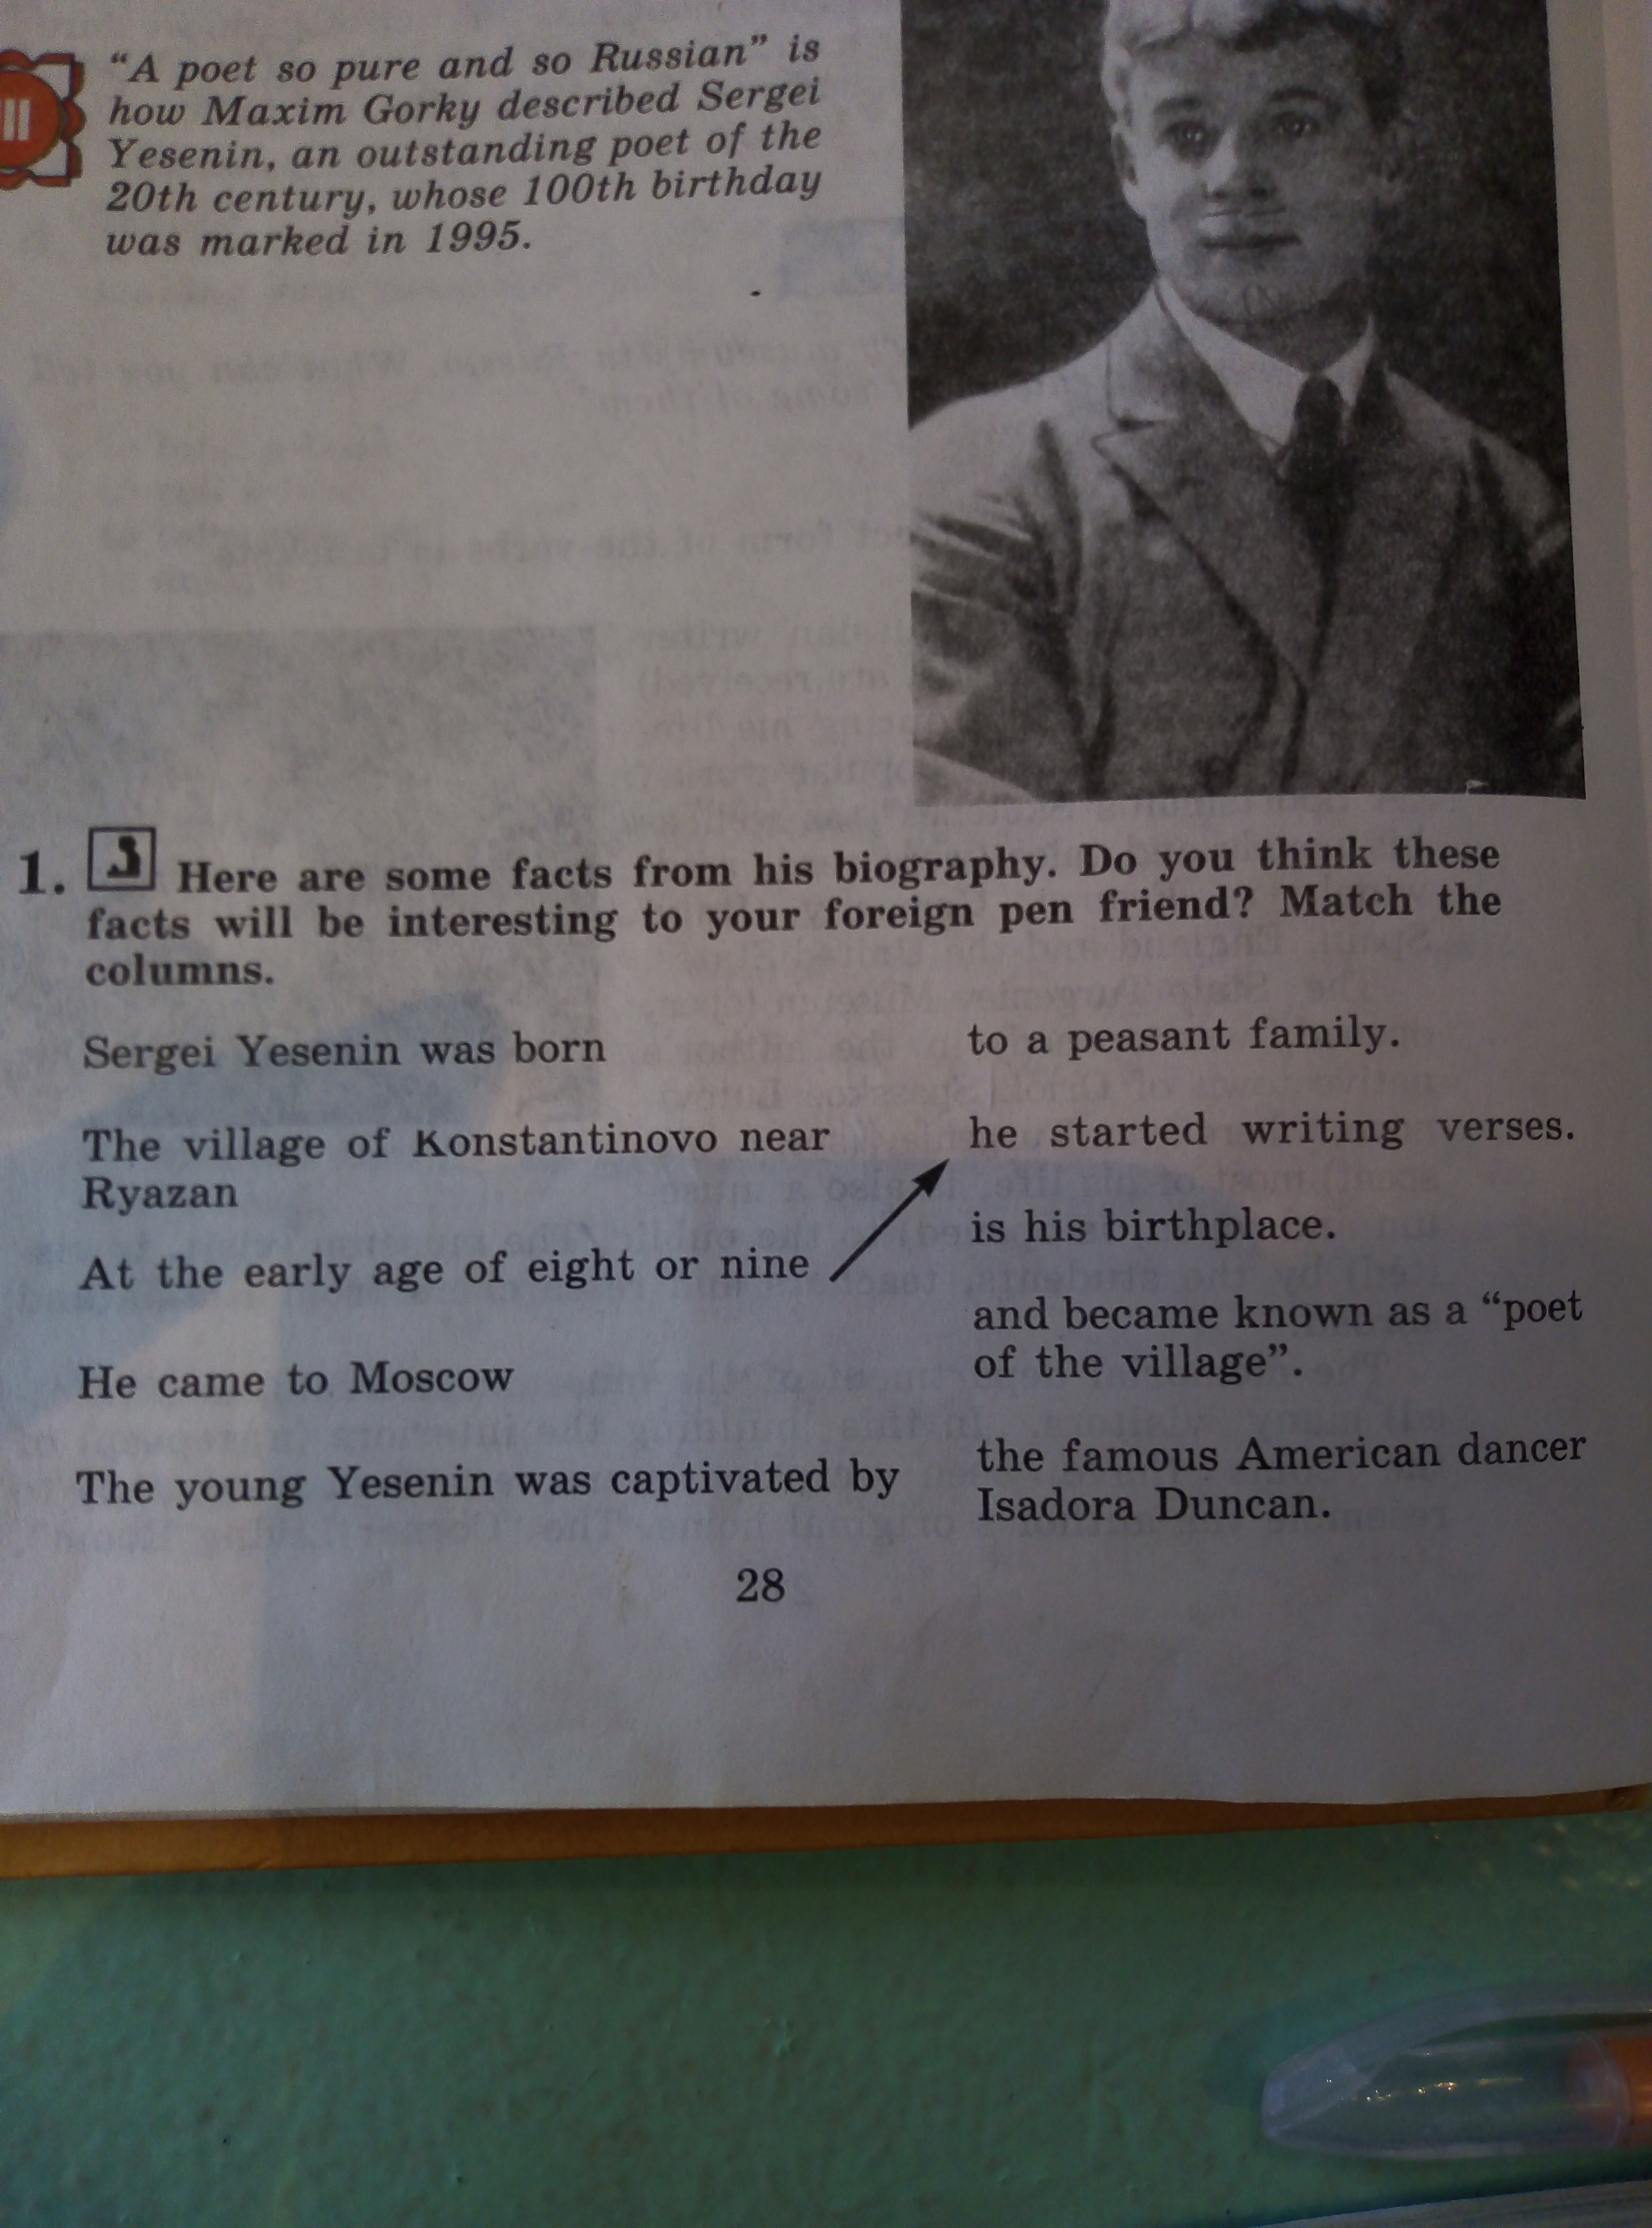 III
"A poet so pure and so Russian" is
how Maxim Gorky described Sergei
Yesenin, an outstanding poet of the
20th century, whose 100th birthday
was marked in 1995.
1. 3 Here are some facts from his biography. Do you think these
facts will be interesting to your foreign pen friend? Match the
columns.
Sergei Yesenin was born
The village of Konstantinovo near
Ryazan
At the early age of eight or nine
He came to Moscow
The young Yesenin was captivated by
to a peasant family.
he started writing verses.
is his birthplace.
and became known as a "poet
of the village".
the famous American dancer
Isadora Duncan.
28